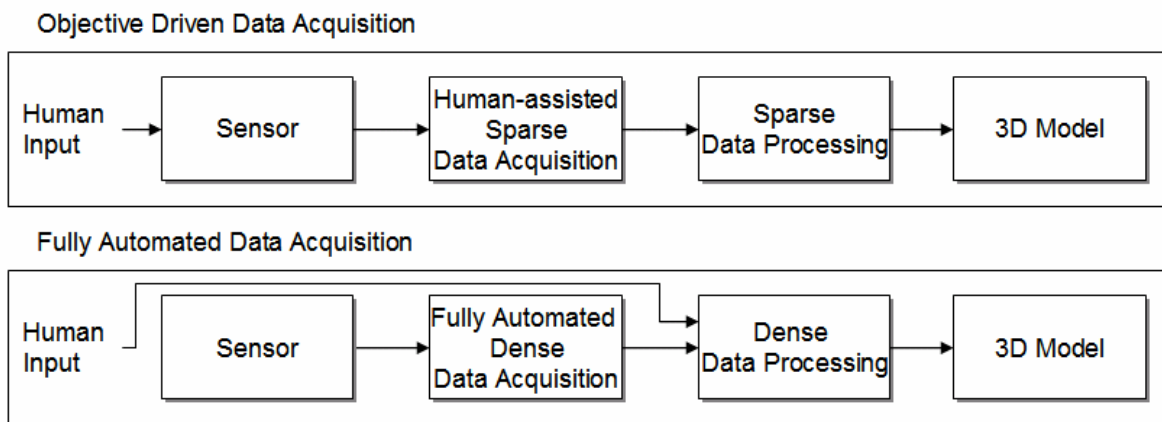 Objective Driven Data Acquisition
Human
Input
Sensor
Human-assisted
Sparse
Data Acquisition
Sparse
Data Processing
3D Model
Fully Automated Data Acquisition
Human
Input
Sensor
Fully Automated
Dense
Data Acquisition
Dense
Data Processing
3D Model